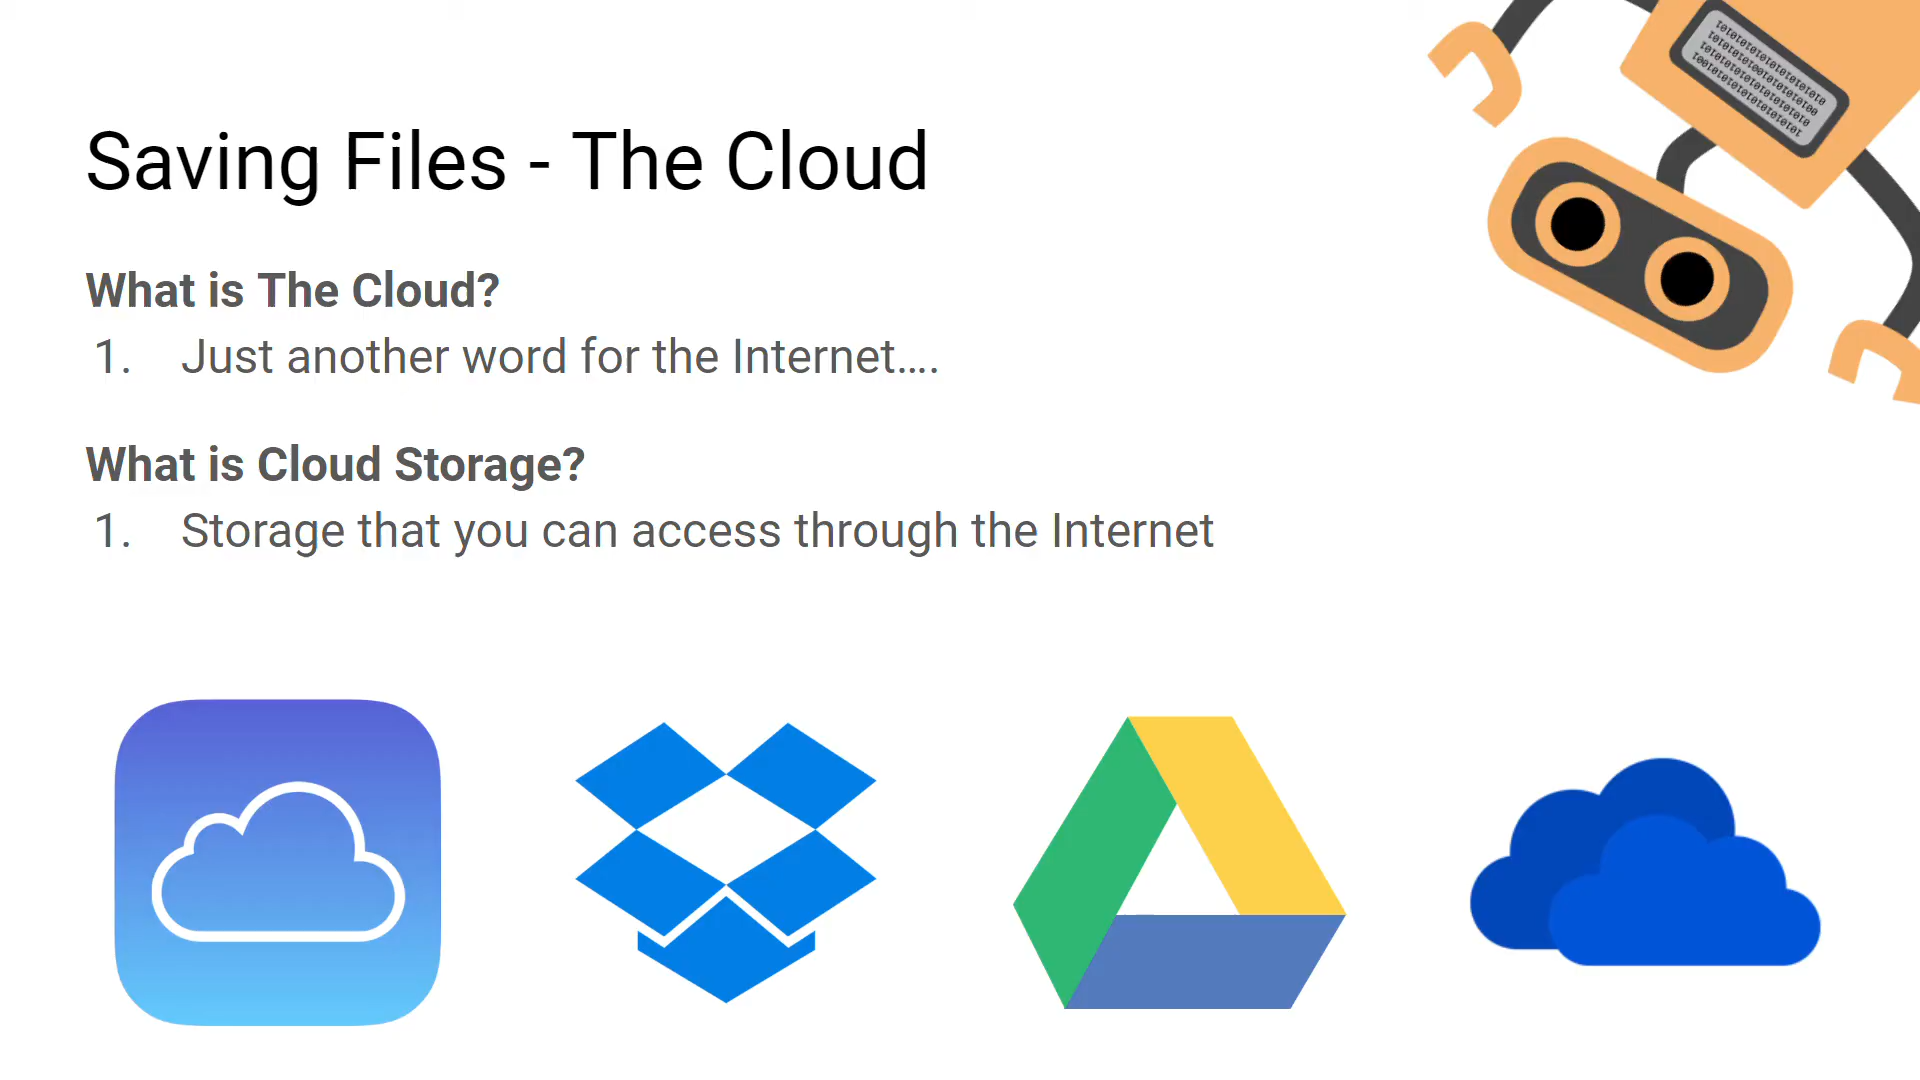 Saving Files - The Cloud
What is The Cloud?
1. Just another word for the Internet....
What is Cloud Storage?
1. Storage that you can access through the Internet